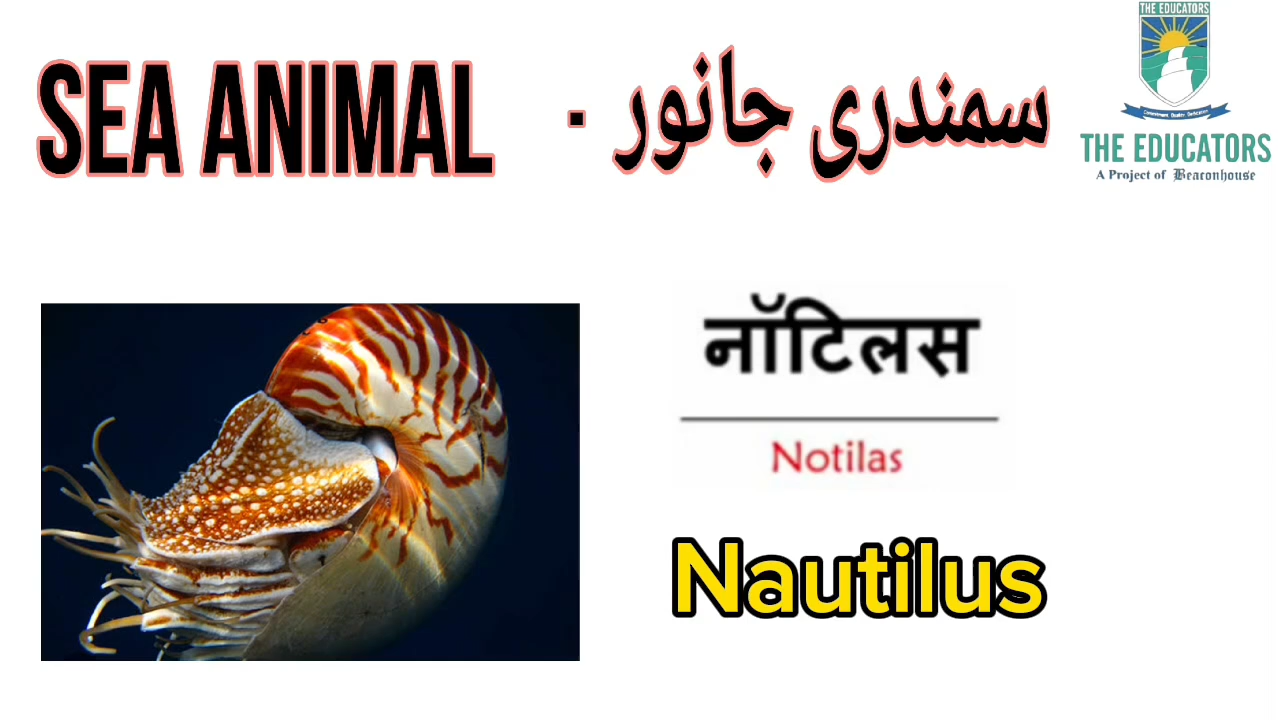 SEA ANIMAL - سمندری جانور
THE EDUCATORS
THE EDUCATORS
A Project of Beaconhouse
नॉटिलस
Notilas
Nautilus